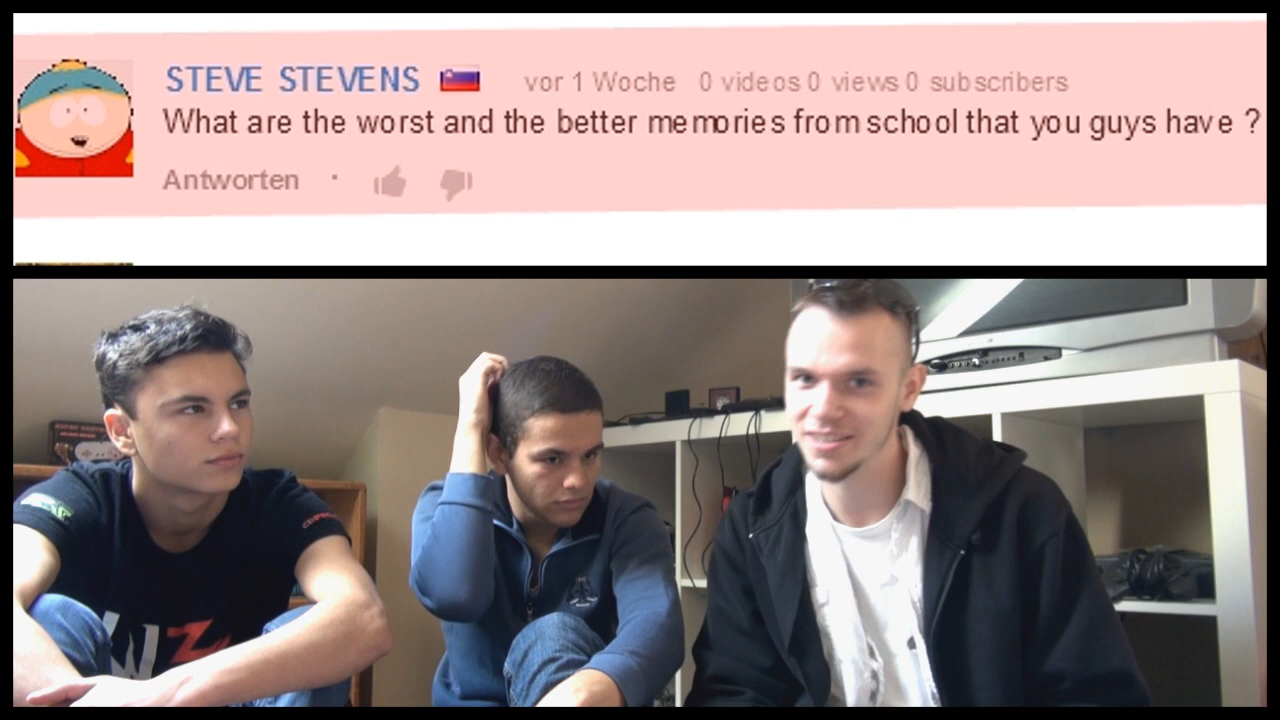 STEVE STEVENS vor 1 Woche 0 videos 0 views 0 subscribers
What are the worst and the better memories from school that you guys have ?
Antworten ·
WZ